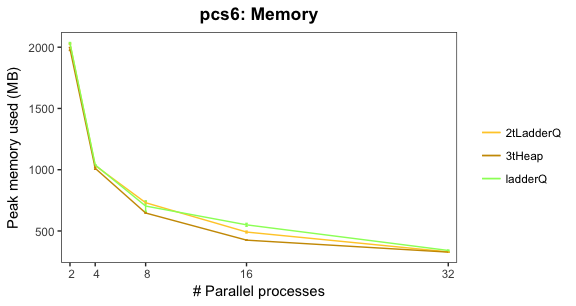 pcs6: Memory
Peak memory used (MB)
2000
1500
1000
500
2 4 8 16 32
# Parallel processes
2tLadderQ
3tHeap
ladderQ